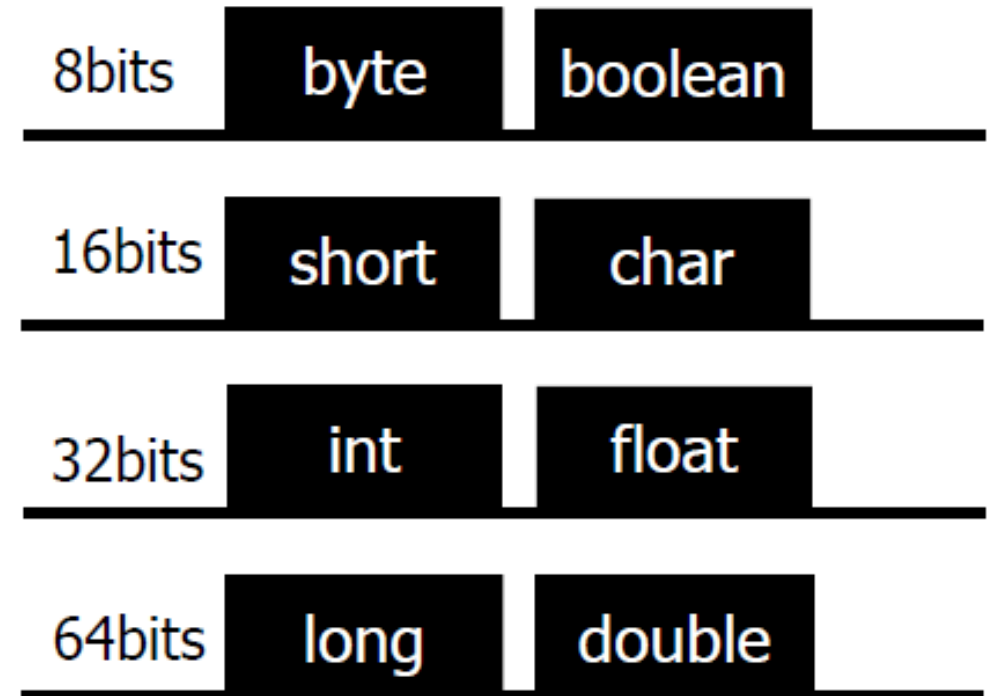 8bits byte boolean
16bits short char
32bits int float
64bits long double